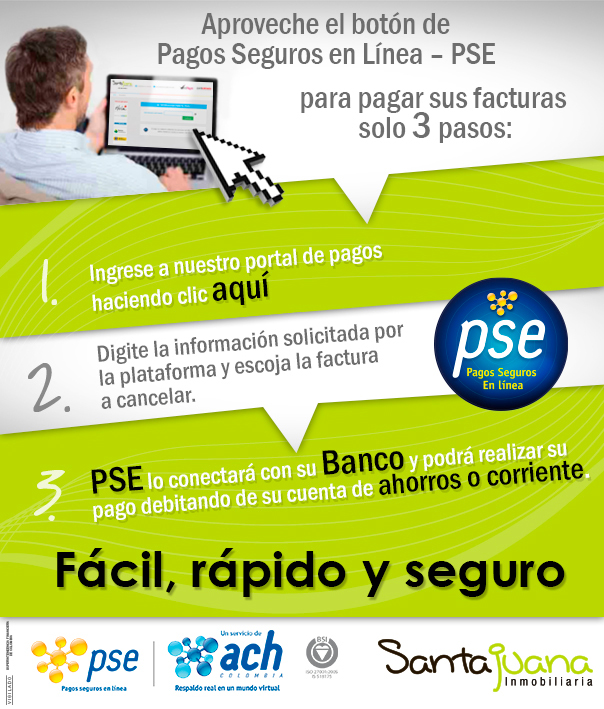 Aproveche el botón de
Pagos Seguros en Línea – PSE
para pagar sus facturas
solo 3 pasos:
1.
Ingrese a nuestro portal de pagos
haciendo clic aquí
2.
Digite la información solicitada por
la plataforma y escoja la factura
a cancelar.
pse
Pagos Seguros
En línea
3.
PSE lo conectará con su Banco y podrá realizar su
pago debitando de su cuenta de ahorros o corriente.
Fácil, rápido y seguro
VIGILADO
pse
Pagos seguros en línea
Un servicio de
ach
COLOMBIA
Respaldo real en un mundo virtual
BSI
Santajuana
Inmobiliaria